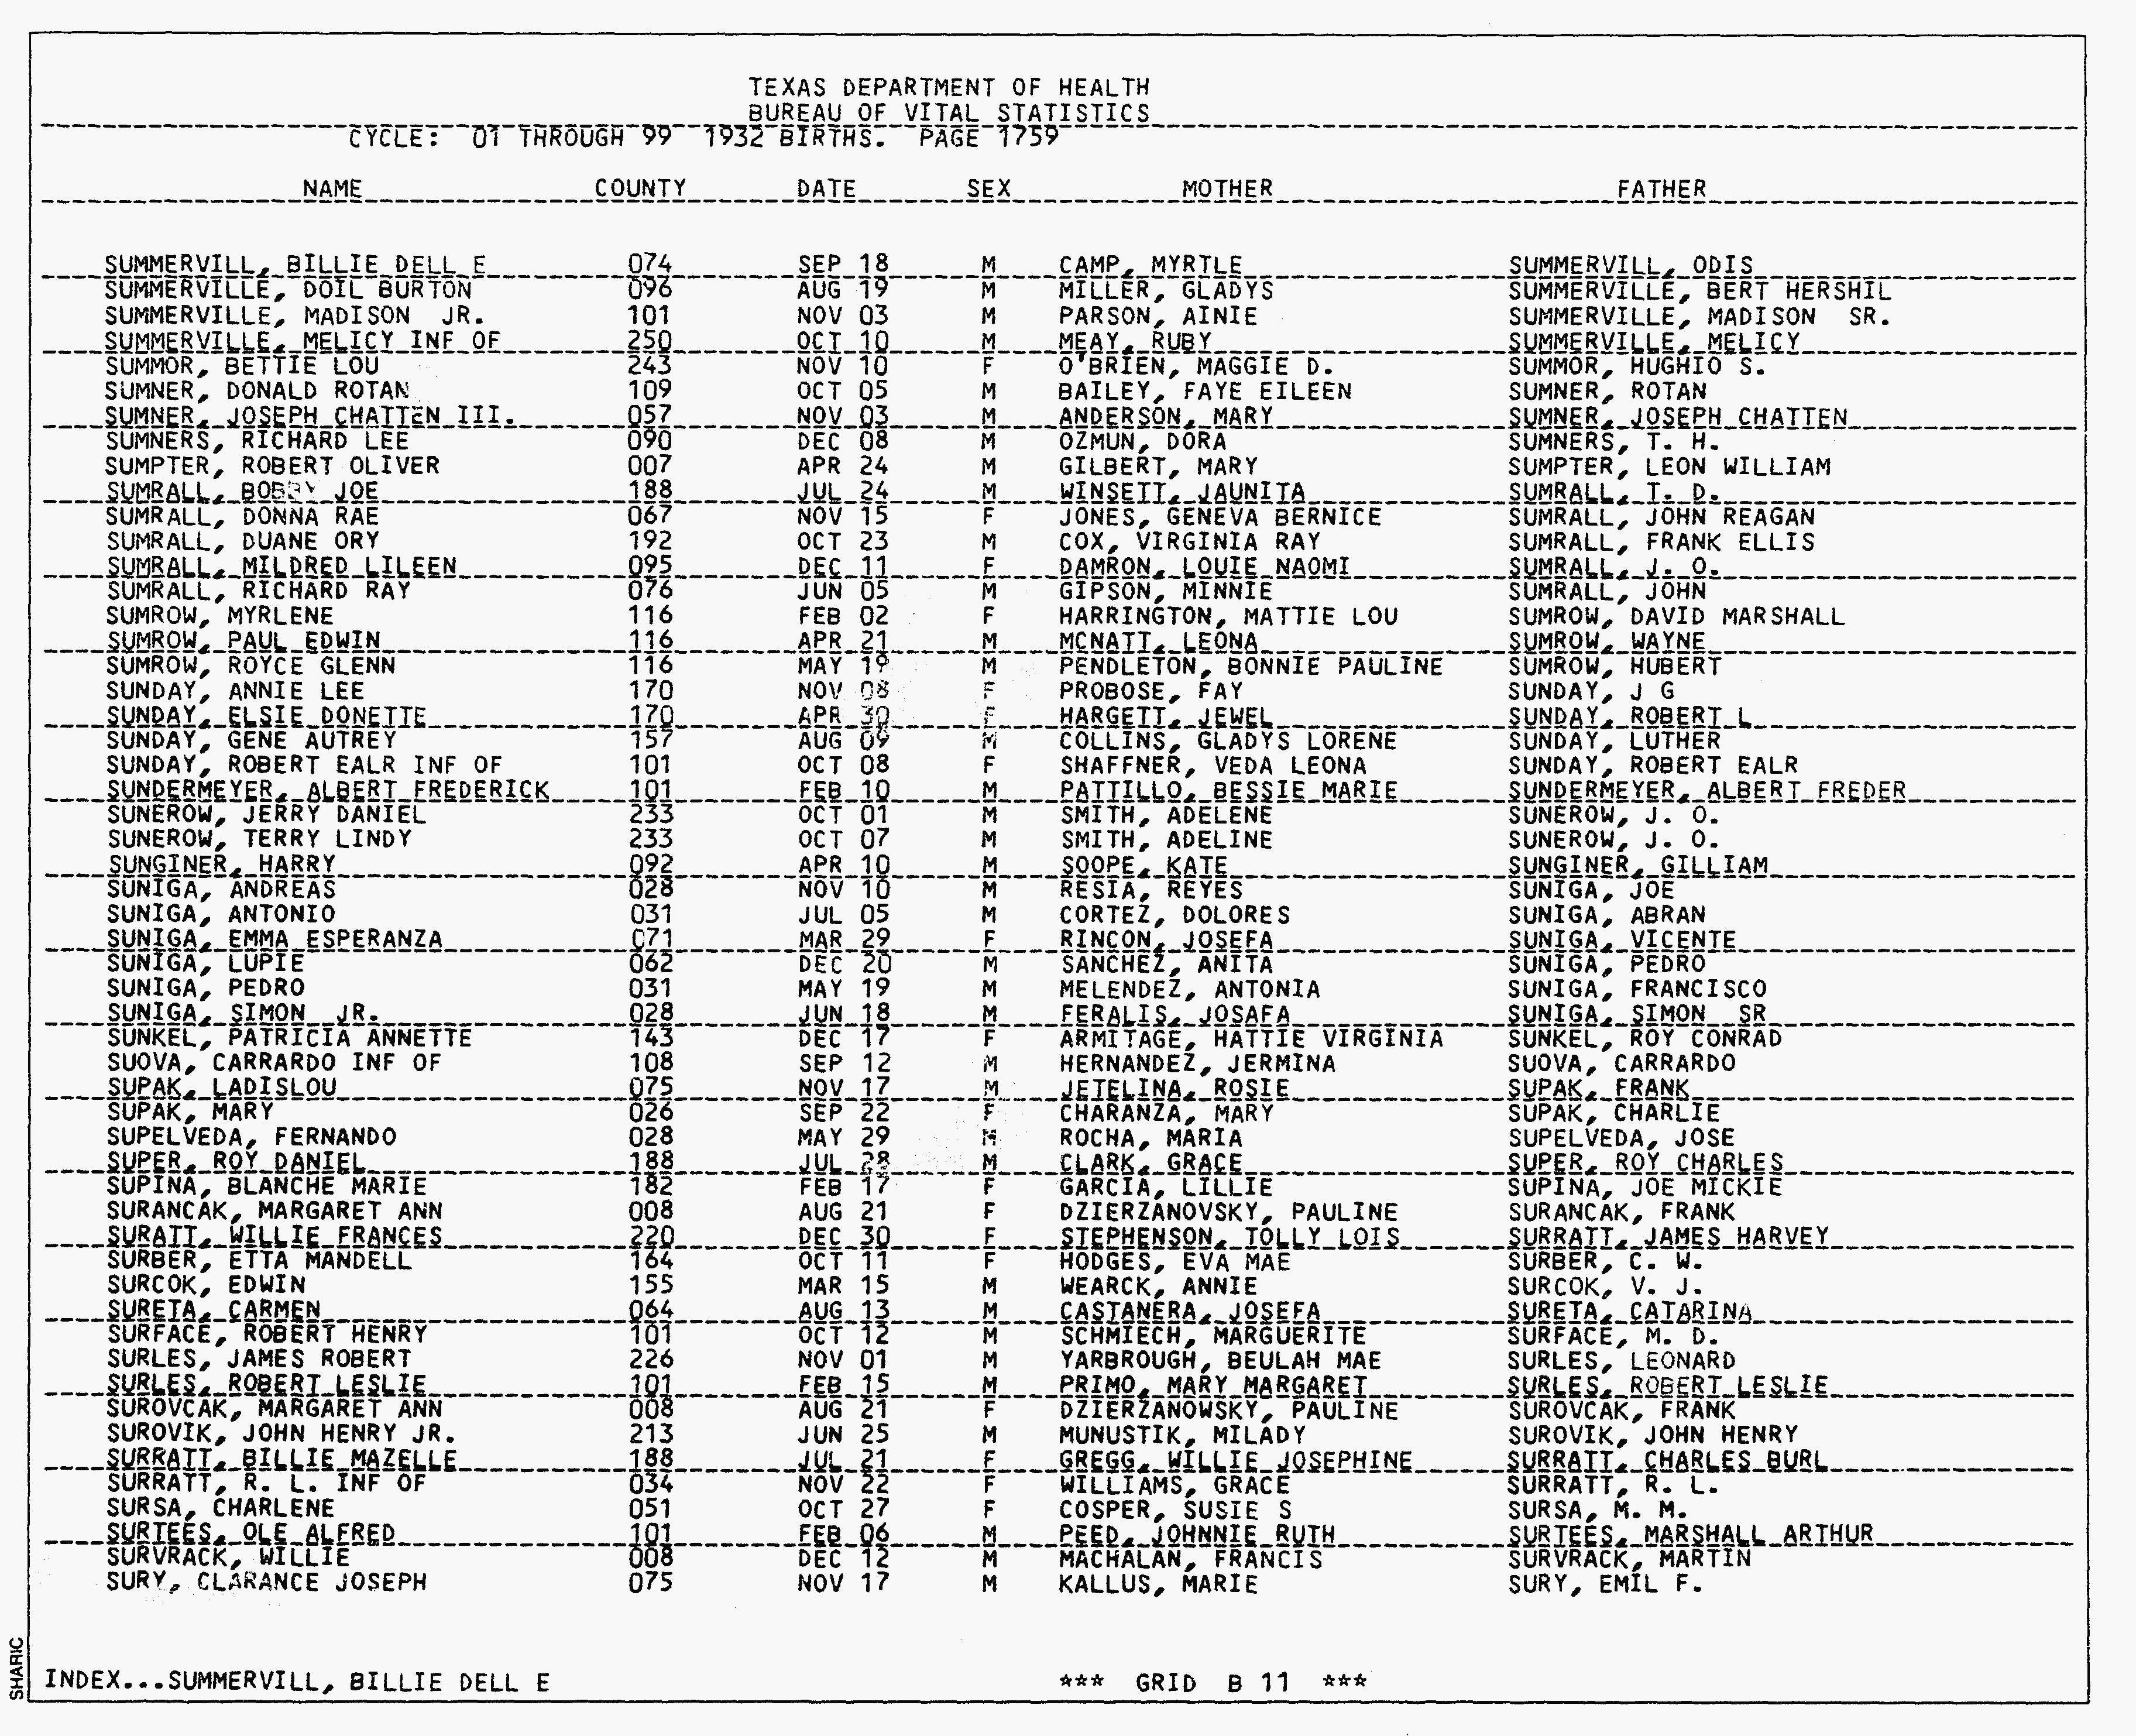 TEXAS DEPARTMENT OF HEALTH
BUREAU OF VITAL STATISTICS
CYCLE: 01 THROUGH 99 1932 BIRTHS. PAGE 1759
NAME COUNTY DATE SEX MOTHER FATHER
SUMMERVILL, BILLIE DELL E 074 SEP 18 M CAMP, MYRTLE SUMMERVILL, ODIS
SUMMERVILLE, DOIL BURTON 096 AUG 19 M MILLER, GLADYS SUMMERVILLE, BERT HERSHIL
SUMMERVILLE, MADISON JR. 101 NOV 03 M PARSON, AINIE SUMMERVILLE, MADISON SR.
SUMMERVILLE, MELICY INF OF 250 OCT 10 M MEAY, RUBY SUMMERVILLE, MELICY
SUMMOR, BETTIE LOU 243 NOV 10 F O'BRIEN, MAGGIE D. SUMMOR, HUGHIO S.
SUMNER, DONALD ROTAN 109 OCT 05 M BAILEY, FAYE EILEEN SUMNER, ROTAN
SUMNER, JOSEPH CHATTEN III. 057 NOV 03 M ANDERSON, MARY SUMNER, JOSEPH CHATTEN
SUMNERS, RICHARD LEE 090 DEC 08 M OZMUN, DORA SUMNERS, T. H.
SUMPTER, ROBERT OLIVER 007 APR 24 M GILBERT, MARY SUMPTER, LEON WILLIAM
SUMRALL, BOBBY JOE 188 JUL 24 M WINSETT, JAUNITA SUMRALL, T. D.
SUMRALL, DONNA RAE 067 NOV 15 F JONES, GENEVA BERNICE SUMRALL, JOHN REAGAN
SUMRALL, DUANE ORY 192 OCT 23 M COX, VIRGINIA RAY SUMRALL, FRANK ELLIS
SUMRALL, MILDRED LILEEN 095 DEC 11 F DAMRON, LOUIE NAOMI SUMRALL, J. O.
SUMRALL, RICHARD RAY 076 JUN 05 M GIPSON, MINNIE SUMRALL, JOHN
SUMROW, MYRLENE 116 FEB 02 F HARRINGTON, MATTIE LOU SUMROW, DAVID MARSHALL
SUMROW, PAUL EDWIN 116 APR 21 M MCNATT, LEONA SUMROW, WAYNE
SUMROW, ROYCE GLENN 116 MAY 19 M PENDLETON, BONNIE PAULINE SUMROW, HUBERT
SUNDAY, ANNIE LEE 170 NOV 08 F PROBOSE, FAY SUNDAY, J G
SUNDAY, ELSIE DONETTE 170 APR 30 F HARGETT, JEWEL SUNDAY, ROBERT L
SUNDAY, GENE AUTREY 157 AUG 09 M COLLINS, GLADYS LORENE SUNDAY, LUTHER
SUNDAY, ROBERT EALR INF OF 101 OCT 08 F SHAFFNER, VEDA LEONA SUNDAY, ROBERT EALR
SUNDERMEYER, ALBERT FREDERICK 101 FEB 10 M PATTILLO, BESSIE MARIE SUNDERMEYER, ALBERT FREDER
SUNEROW, JERRY DANIEL 233 OCT 01 M SMITH, ADELENE SUNEROW, J. O.
SUNEROW, TERRY LINDY 233 OCT 07 M SMITH, ADELINE SUNEROW, J. O.
SUNGINER, HARRY 092 APR 10 M SOOPE, KATE SUNGINER, GILLIAM
SUNIGA, ANDREAS 028 NOV 10 M RESIA, REYES SUNIGA, JOE
SUNIGA, ANTONIO 031 JUL 05 M CORTEZ, DOLORES SUNIGA, ABRAN
SUNIGA, EMMA ESPERANZA 071 MAR 29 F RINCON, JOSEFA SUNIGA, VICENTE
SUNIGA, LUPIE 062 DEC 20 M SANCHEZ, ANITA SUNIGA, PEDRO
SUNIGA, PEDRO 031 MAY 19 M MELENDEZ, ANTONIA SUNIGA, FRANCISCO
SUNIGA, SIMON JR. 028 JUN 18 M FERALIS, JOSAFA SUNIGA, SIMON SR
SUNKEL, PATRICIA ANNETTE 143 DEC 17 F ARMITAGE, HATTIE VIRGINIA SUNKEL, ROY CONRAD
SUOVA, CARRARDO INF OF 108 SEP 12 M HERNANDEZ, JERMINA SUOVA, CARRARDO
SUPAK, LADISLOU 075 NOV 17 M JETELINA, ROSIE SUPAK, FRANK
SUPAK, MARY 026 SEP 22 F CHARANZA, MARY SUPAK, CHARLIE
SUPELVEDA, FERNANDO 028 MAY 29 M ROCHA, MARIA SUPELVEDA, JOSE
SUPER, ROY DANIEL 188 JUL 28 M CLARK, GRACE SUPER, ROY CHARLES
SUPINA, BLANCHE MARIE 182 FEB 17 F GARCIA, LILLIE SUPINA, JOE MICKIE
SURANCAK, MARGARET ANN 008 AUG 21 F DZIERZANOVSKY, PAULINE SURANCAK, FRANK
SURATT, WILLIE FRANCES 220 DEC 30 F STEPHENSON, TOLLY LOIS SURRATT, JAMES HARVEY
SURBER, ETTA MANDELL 164 OCT 11 F HODGES, EVA MAE SURBER, C. W.
SURCOK, EDWIN 155 MAR 15 M WEARCK, ANNIE SURCOK, V. J.
SURETA, CARMEN 064 AUG 13 M CASTANERA, JOSEFA SURETA, CATARINA
SURFACE, ROBERT HENRY 101 OCT 12 M SCHMIECH, MARGUERITE SURFACE, M. D.
SURLES, JAMES ROBERT 226 NOV 01 M YARBROUGH, BEULAH MAE SURLES, LEONARD
SURLES, ROBERT LESLIE 101 FEB 15 M PRIMO, MARY MARGARET SURLES, ROBERT LESLIE
SUROVCAK, MARGARET ANN 008 AUG 21 F DZIERZANOWSKY, PAULINE SUROVCAK, FRANK
SUROVIK, JOHN HENRY JR. 213 JUN 25 M MUNUSTIK, MILADY SUROVIK, JOHN HENRY
SURRATT, BILLIE MAZELLE 188 JUL 21 F GREGG, WILLIE JOSEPHINE SURRATT, CHARLES BURL
SURRATT, R. L. INF OF 034 NOV 22 F WILLIAMS, GRACE SURRATT, R. L.
SURSA, CHARLENE 051 OCT 27 F COSPER, SUSIE S SURSA, M. M.
SURTEES, OLE ALFRED 101 FEB 06 M PEED, JOHNNIE RUTH SURTEES, MARSHALL ARTHUR
SURVRACK, WILLIE 008 DEC 12 M MACHALAN, FRANCIS SURVRACK, MARTIN
SURY, CLARANCE JOSEPH 075 NOV 17 M KALLUS, MARIE SURY, EMIL F.
SHARIC
INDEX...SUMMERVILL, BILLIE DELL E *** GRID B 11 ***